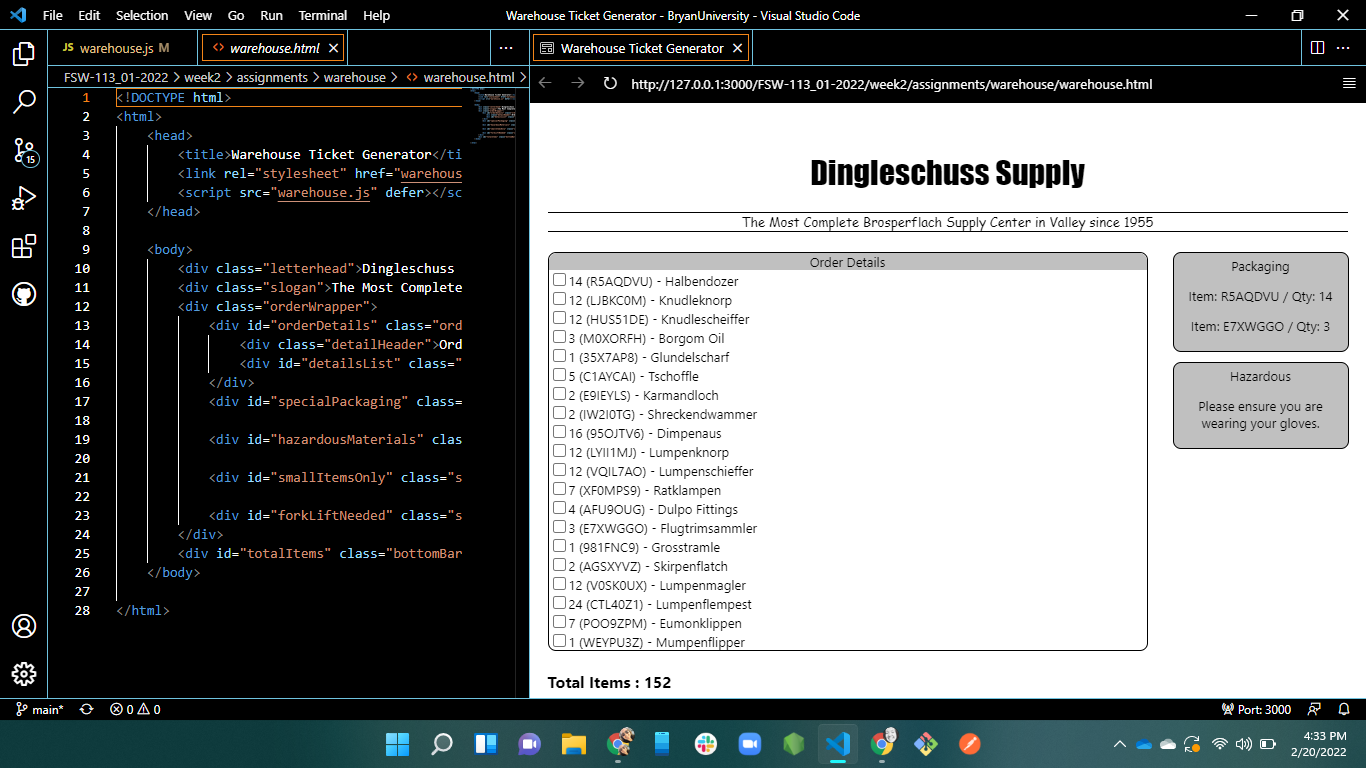 File Edit Selection View Go Run Terminal Help Warehouse Ticket Generator - BryanUniversity - Visual Studio Code
JS warehouse.js M <> warehouse.html × ···
FSW-113_01-2022 > week2 > assignments > warehouse > <> warehouse.html >
1 <!DOCTYPE html>
2 <html>
3 <head>
4 <title>Warehouse Ticket Generator</ti
5 <link rel="stylesheet" href="warehous
6 <script src="warehouse.js" defer></sc
7 </head>
8
9 <body>
10 <div class="letterhead">Dingleschuss
11 <div class="slogan">The Most Complete
12 <div class="orderWrapper">
13 <div id="orderDetails" class="ord
14 <div class="detailHeader">Ord
15 <div id="detailsList" class="
16 </div>
17 <div id="specialPackaging" class=
18
19 <div id="hazardousMaterials" clas
20
21 <div id="smallItemsOnly" class="s
22
23 <div id="forkLiftNeeded" class="s
24 </div>
25 <div id="totalItems" class="bottomBar
26 </body>
27
28 </html>
15
Warehouse Ticket Generator × ···
http://127.0.0.1:3000/FSW-113_01-2022/week2/assignments/warehouse/warehouse.html
Dingleschuss Supply
The Most Complete Brosperflach Supply Center in Valley since 1955
Order Details
14 (R5AQDVU) - Halbendozer
12 (LJBKC0M) - Knudleknorp
12 (HUS51DE) - Knudlescheiffer
3 (M0XORFH) - Borgom Oil
1 (35X7AP8) - Glundelscharf
5 (C1AYCAI) - Tschoffle
2 (E9IEYLS) - Karmandloch
2 (IW2I0TG) - Shreckendwammer
16 (95OJTV6) - Dimpenaus
12 (LYII1MJ) - Lumpenknorp
12 (VQIL7AO) - Lumpenschieffer
7 (XF0MPS9) - Ratklampen
4 (AFU9OUG) - Dulpo Fittings
3 (E7XWGGO) - Flugtrimsammler
1 (981FNC9) - Grosstramle
2 (AGSXYVZ) - Skirpenflatch
12 (V0SK0UX) - Lumpenmagler
24 (CTL40Z1) - Lumpenflempest
7 (POO9ZPM) - Eumonklippen
1 (WEYPU3Z) - Mumpenflipper
Packaging
Item: R5AQDVU / Qty: 14
Item: E7XWGGO / Qty: 3
Hazardous
Please ensure you are
wearing your gloves.
Total Items : 152
main* 0 0 Port: 3000
4:33 PM
2/20/2022